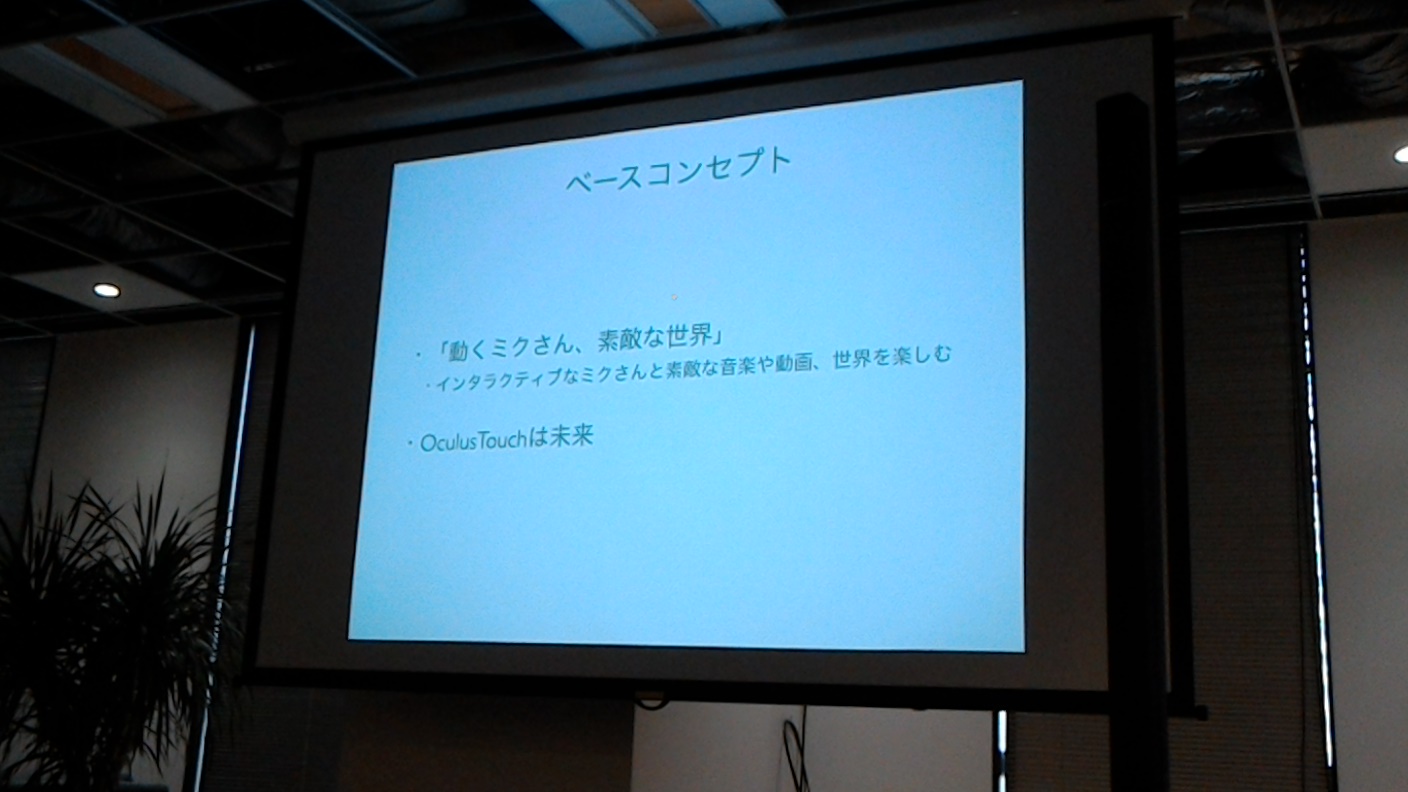 ベースコンセプト
・「動くミクさん、素敵な世界」
・インタラクティブなミクさんと素敵な音楽や動画、世界を楽しむ
・OculusTouchは未来